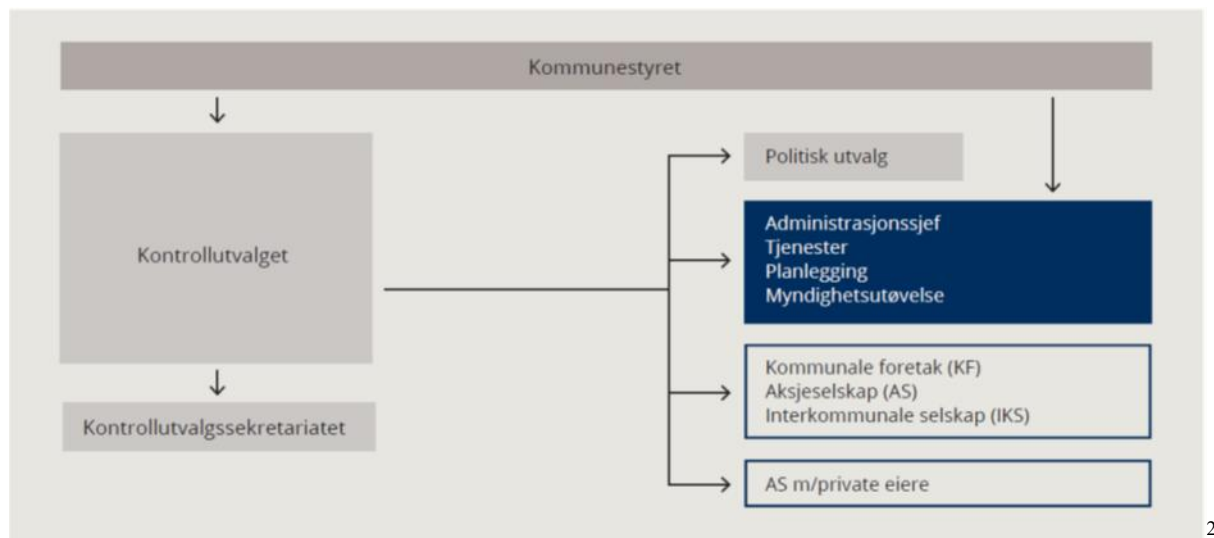 Kommunestyret
Kontrollutvalget
Kontrollutvalgssekretariatet
Politisk utvalg
Administrasjonssjef
Tjenester
Planlegging
Myndighetsutøvelse
Kommunale foretak (KF)
Aksjeselskap (AS)
Interkommunale selskap (IKS)
AS m/private eiere
2